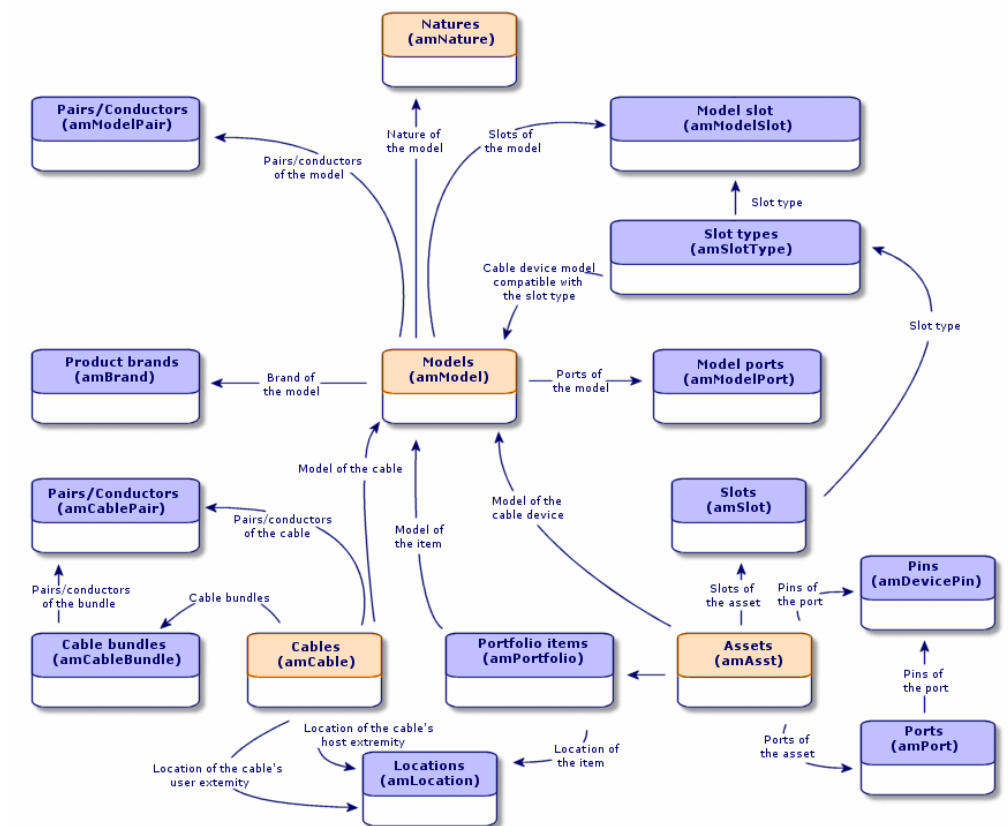 Natures
(amNature)
Pairs/Conductors
(amModelPair)
Model slot
(amModelSlot)
Nature of
the model
Slots of
the model
Pairs/conductors
of the model
Slot type
Slot types
(amSlotType)
Cable device model
compatible with
the slot type
Slot type
Product brands
(amBrand)
Brand of
the model
Models
(amModel)
Ports of
the model
Model ports
(amModelPort)
Model of the cable
Pairs/Conductors
(amCablePair)
Pairs/conductors
of the cable
Model of
the item
Model of the
cable device
Slots
(amSlot)
Pins
(amDevicePin)
Pairs/conductors
of the bundle
Cable bundles
Slots of
the asset
Pins of
the port
Cable bundles
(amCableBundle)
Cables
(amCable)
Portfolio items
(amPortfolio)
Assets
(amAsst)
Pins of
the port
Location of the cable's
host extremity
Location of
the item
Ports of
the asset
Ports
(amPort)
Location of the cable's
user extemity
Locations
(amLocation)